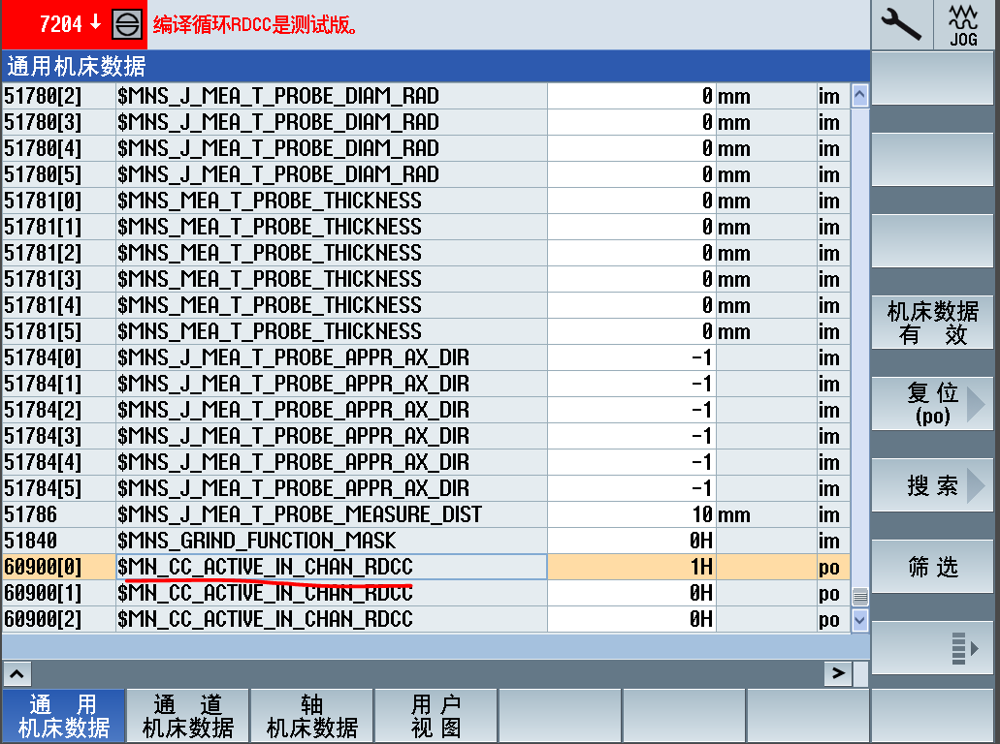 7204 ↓ 编译循环RDCC是测试版。
JOG
通用机床数据
51780[2] $MNS_J_MEA_T_PROBE_DIAM_RAD 0 mm im
51780[3] $MNS_J_MEA_T_PROBE_DIAM_RAD 0 mm im
51780[4] $MNS_J_MEA_T_PROBE_DIAM_RAD 0 mm im
51780[5] $MNS_J_MEA_T_PROBE_DIAM_RAD 0 mm im
51781[0] $MNS_MEA_T_PROBE_THICKNESS 0 mm im
51781[1] $MNS_MEA_T_PROBE_THICKNESS 0 mm im
51781[2] $MNS_MEA_T_PROBE_THICKNESS 0 mm im
51781[3] $MNS_MEA_T_PROBE_THICKNESS 0 mm im
51781[4] $MNS_MEA_T_PROBE_THICKNESS 0 mm im
51781[5] $MNS_MEA_T_PROBE_THICKNESS 0 mm im
51784[0] $MNS_J_MEA_T_PROBE_APPR_AX_DIR -1 im
51784[1] $MNS_J_MEA_T_PROBE_APPR_AX_DIR -1 im
51784[2] $MNS_J_MEA_T_PROBE_APPR_AX_DIR -1 im
51784[3] $MNS_J_MEA_T_PROBE_APPR_AX_DIR -1 im
51784[4] $MNS_J_MEA_T_PROBE_APPR_AX_DIR -1 im
51784[5] $MNS_J_MEA_T_PROBE_APPR_AX_DIR -1 im
51786 $MNS_J_MEA_T_PROBE_MEASURE_DIST 10 mm im
51840 $MNS_GRIND_FUNCTION_MASK 0H im
60900[0] $MN_CC_ACTIVE_IN_CHAN_RDCC 1H po
60900[1] $MN_CC_ACTIVE_IN_CHAN_RDCC 0H po
60900[2] $MN_CC_ACTIVE_IN_CHAN_RDCC 0H po
机床数据
有 效
复 位
(po)
搜 索
筛 选
通 用
机床数据
通 道
机床数据
轴
机床数据
用 户
视 图